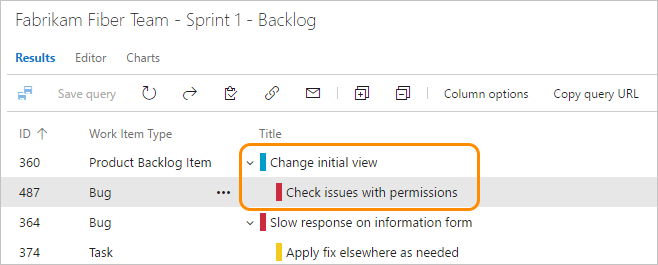 Fabrikam Fiber Team - Sprint 1 - Backlog
Results Editor Charts
Save query Column options Copy query URL
ID Work Item Type Title
360 Product Backlog Item Change initial view
487 Bug Check issues with permissions
364 Bug Slow response on information form
374 Task Apply fix elsewhere as needed